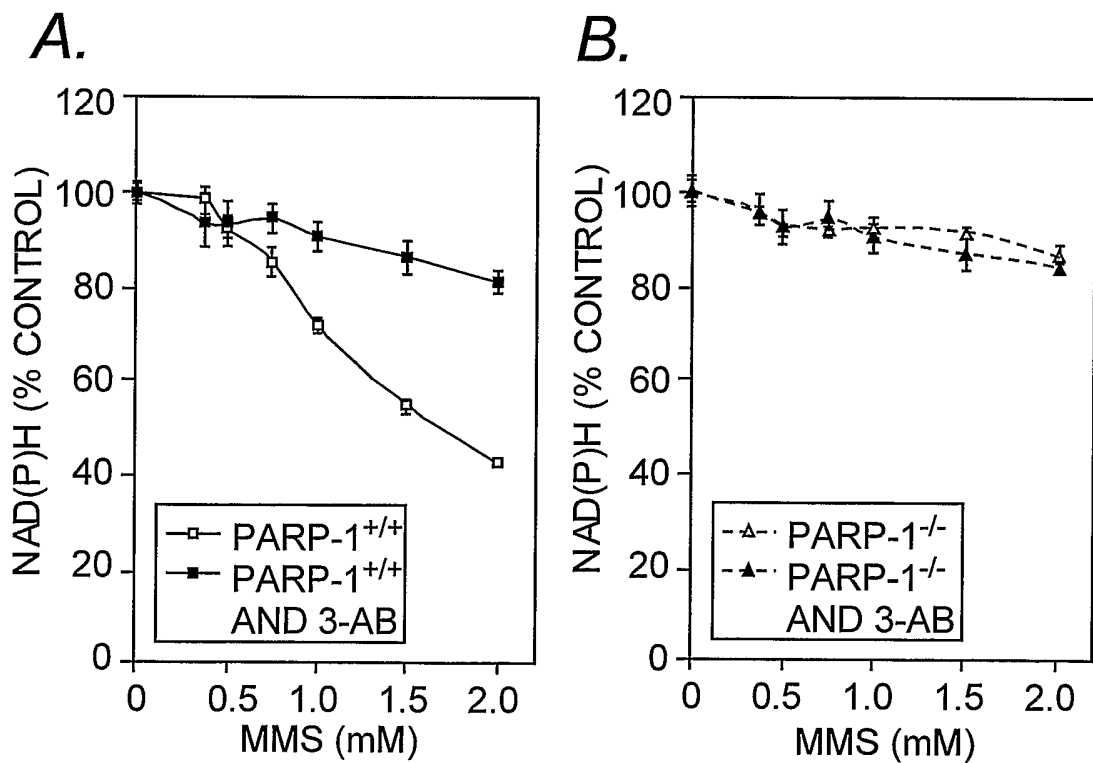 A.
NAD(P)H (% CONTROL)
120
100
80
60
40
20
0
PARP-1+/+
PARP-1+/+
AND 3-AB
0 0.5 1.0 1.5 2.0
MMS (mM)
B.
NAD(P)H (% CONTROL)
120
100
80
60
40
20
0
PARP-1-/-
PARP-1-/-
AND 3-AB
0 0.5 1.0 1.5 2.0
MMS (mM)